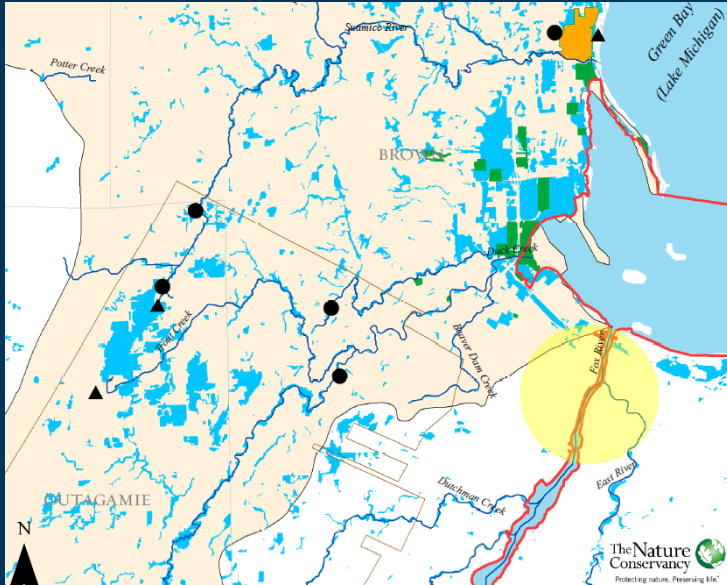 Suamico River
Green Bay
(Lake Michigan)
Potter Creek
BROWN
Duck Creek
Trout Creek
Beaver Dam Creek
Fox River
East River
Dutchman Creek
OUTAGAMIE
N
The Nature
Conservancy
Protecting nature. Preserving life.